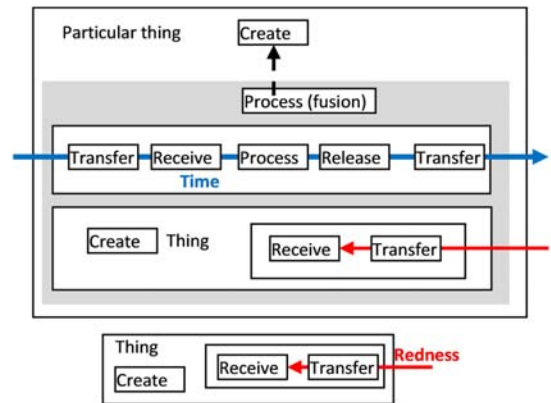 Particular thing
Create
Process (fusion)
Transfer Receive Process Release Transfer
Time
Create Thing
Receive Transfer
Thing
Create
Receive Transfer
Redness